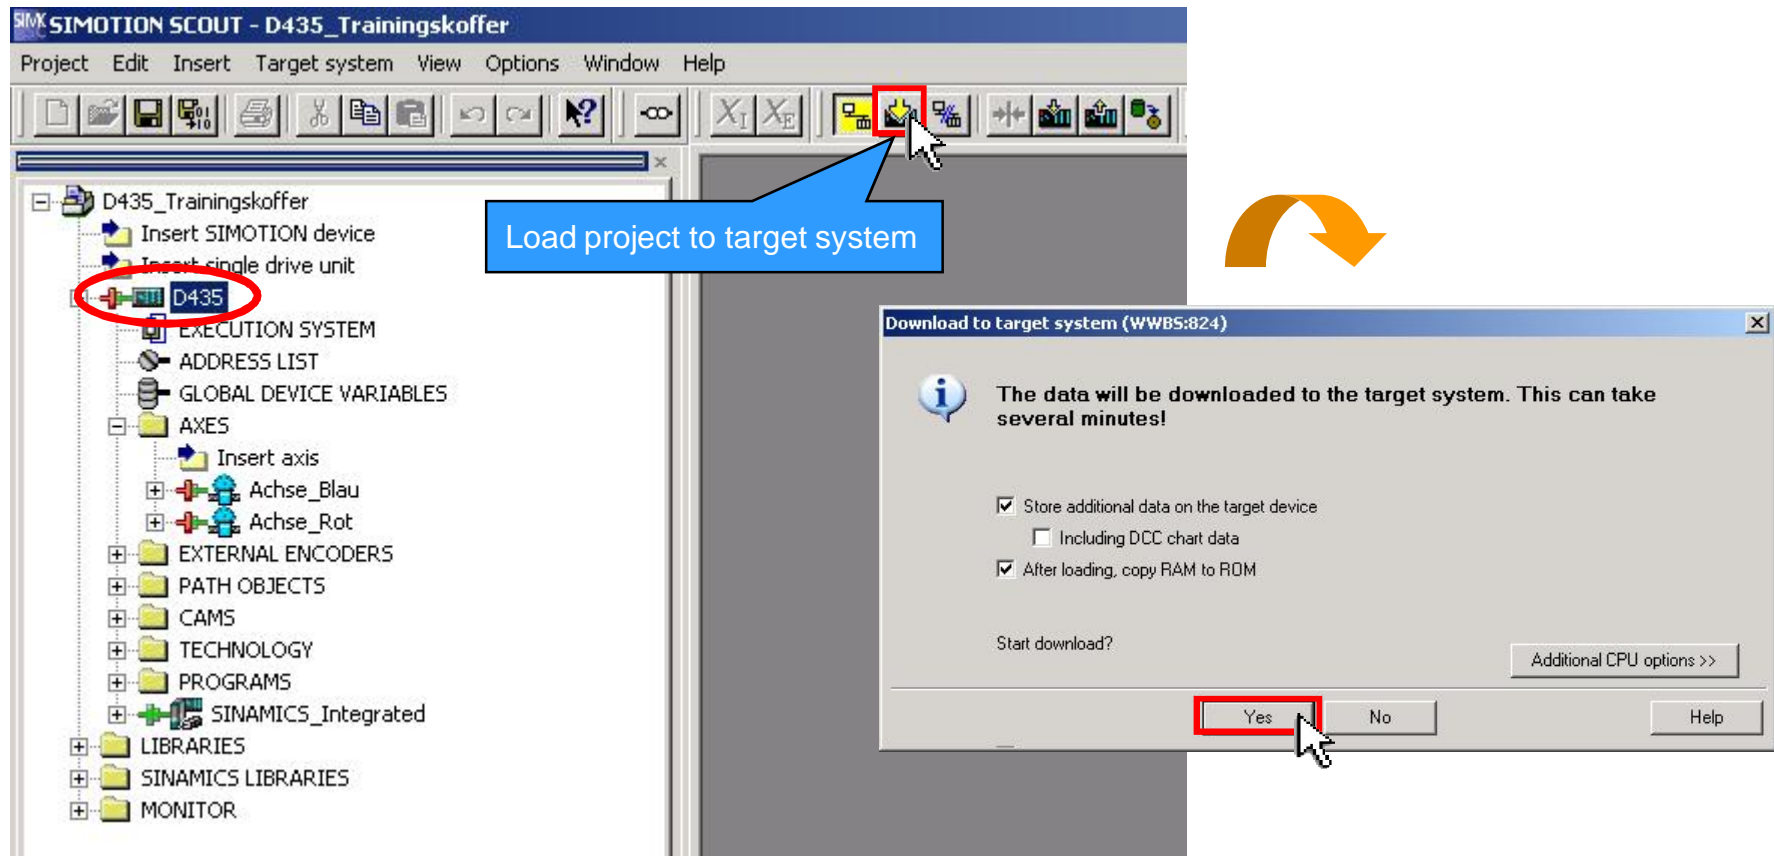 SIMOTION SCOUT - D435_Trainingskoffer
Project Edit Insert Target system View Options Window Help
D435_Trainingskoffer
Insert SIMOTION device
Insert single drive unit
D435
EXECUTION SYSTEM
ADDRESS LIST
GLOBAL DEVICE VARIABLES
AXES
Insert axis
Achse_Blau
Achse_Rot
EXTERNAL ENCODERS
PATH OBJECTS
CAMS
TECHNOLOGY
PROGRAMS
SINAMICS_Integrated
LIBRARIES
SINAMICS LIBRARIES
MONITOR
Load project to target system
Download to target system (WWBS:824)
The data will be downloaded to the target system. This can take
several minutes!
Store additional data on the target device
Including DCC chart data
After loading, copy RAM to ROM
Start download?
Additional CPU options >>
Yes No Help